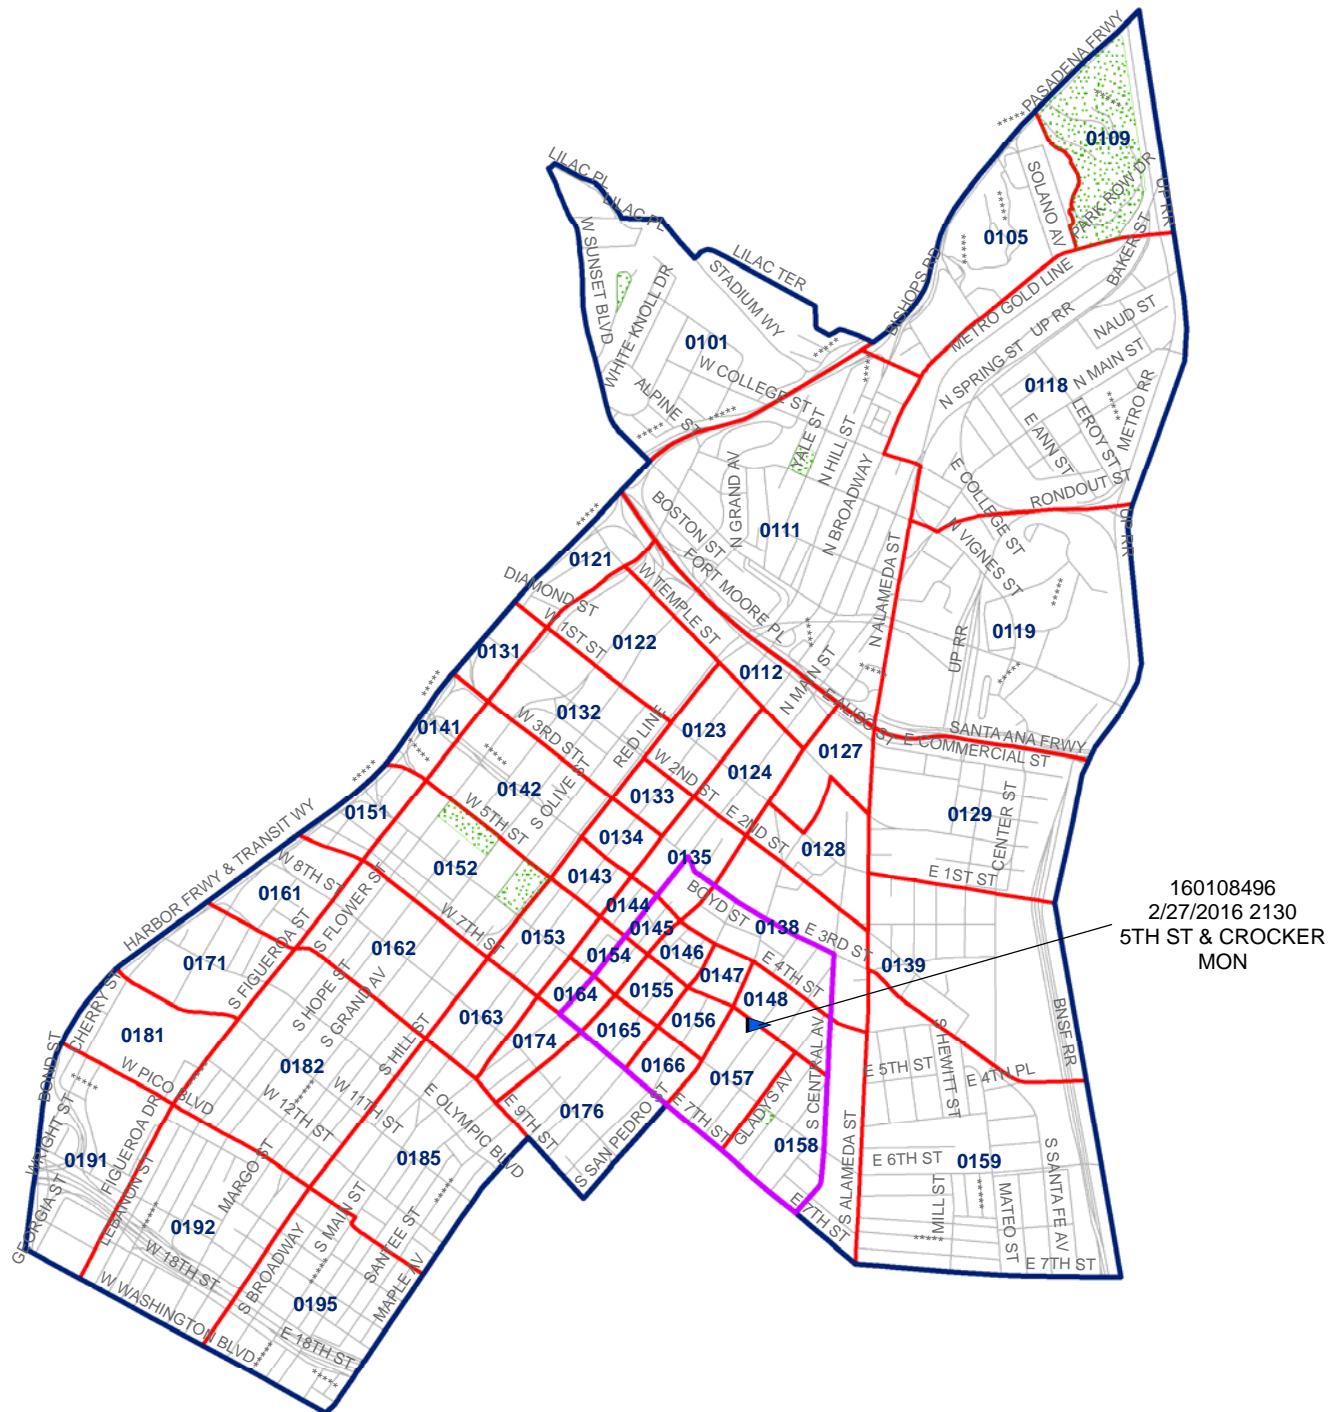 PASADENA FRWY
*****
*****
0109
LILAC PL
LILAC PL
SOLANO AV
PARK ROW DR
UP RR
*****
*****
0105
W SUNSET BLVD
LILAC TER
STADIUM WY
BISHOPS RD
BAKER ST
WHITE KNOLL DR
METRO GOLD LINE
UP RR
NAUD ST
0101
*****
*****
W COLLEGE ST
N SPRING ST
N MAIN ST
0118
ALPINE ST
*****
*****
YALE ST
N HILL ST
N BROADWAY
LEROY ST
*****
METRO RR
E ANN ST
ST
N GRAND AV
E COLLEGE ST
RONDOUT ST
*****
BOSTON ST
0111
N VIGNES ST
UP RR
0121
FORT MOORE PL
N ALAMEDA ST
DIAMOND ST
W TEMPLE ST
*****
W 1ST ST
0122
*****
0119
0131
UP RR
0112
N MAIN ST
*****
*****
*****
0132
RED LINE
E ALISO ST
SANTA ANA FRWY
0141
*****
W 3RD ST
*****
0123
0127
E COMMERCIAL ST
0142
S OLIVE ST
W 2ND ST
0124
*****
0151
W 5TH ST
0133
E 2ND ST
0129
CENTER ST
HARBOR FRWY & TRANSIT WY
0134
0128
W 8TH ST
0152
0135
0143
E 1ST ST
160108496
2/27/2016 2130
5TH ST & CROCKER
MON
0161
S FLOWER ST
0144
BOYD ST
S FIGUEROA ST
W 7TH ST
0145
0138
E 3RD ST
0162
0153
0154
0146
0171
0147
E 4TH ST
0139
S HOPE ST
S GRAND AV
0164
0155
0148
CHERRY ST
0163
0165
0156
BNSF RR
0181
S HILL ST
0174
S CENTRAL AV
S HEWITT ST
BOND ST
0182
0166
0157
E 5TH ST
E 4TH PL
*****
W PICO BLVD
*****
*****
W 11TH ST
W 12TH ST
E OLYMPIC BLVD
E 9TH ST
0176
S SAN PEDRO ST
E 7TH ST
GLADYS AV
WRIGHT ST
FIGUEROA DR
S ALAMEDA ST
0158
0191
MARGO ST
0185
E 6TH ST
0159
S SANTA FE AV
GEORGIA ST
LEBANON ST
*****
0192
S MAIN ST
*****
MILL ST
*****
MATEO ST
E 7TH ST
W 18TH ST
S BROADWAY
SANTEE ST
*****
E 7TH ST
*****
MAPLE AV
W WASHINGTON BLVD
0195
E 18TH ST
*****
*****